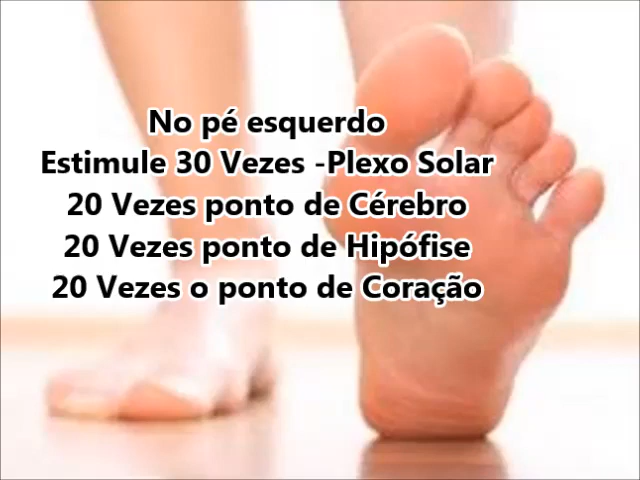 No pé esquerdo
Estimule 30 Vezes -Plexo Solar
20 Vezes ponto de Cérebro
20 Vezes ponto de Hipófise
20 Vezes o ponto de Coração